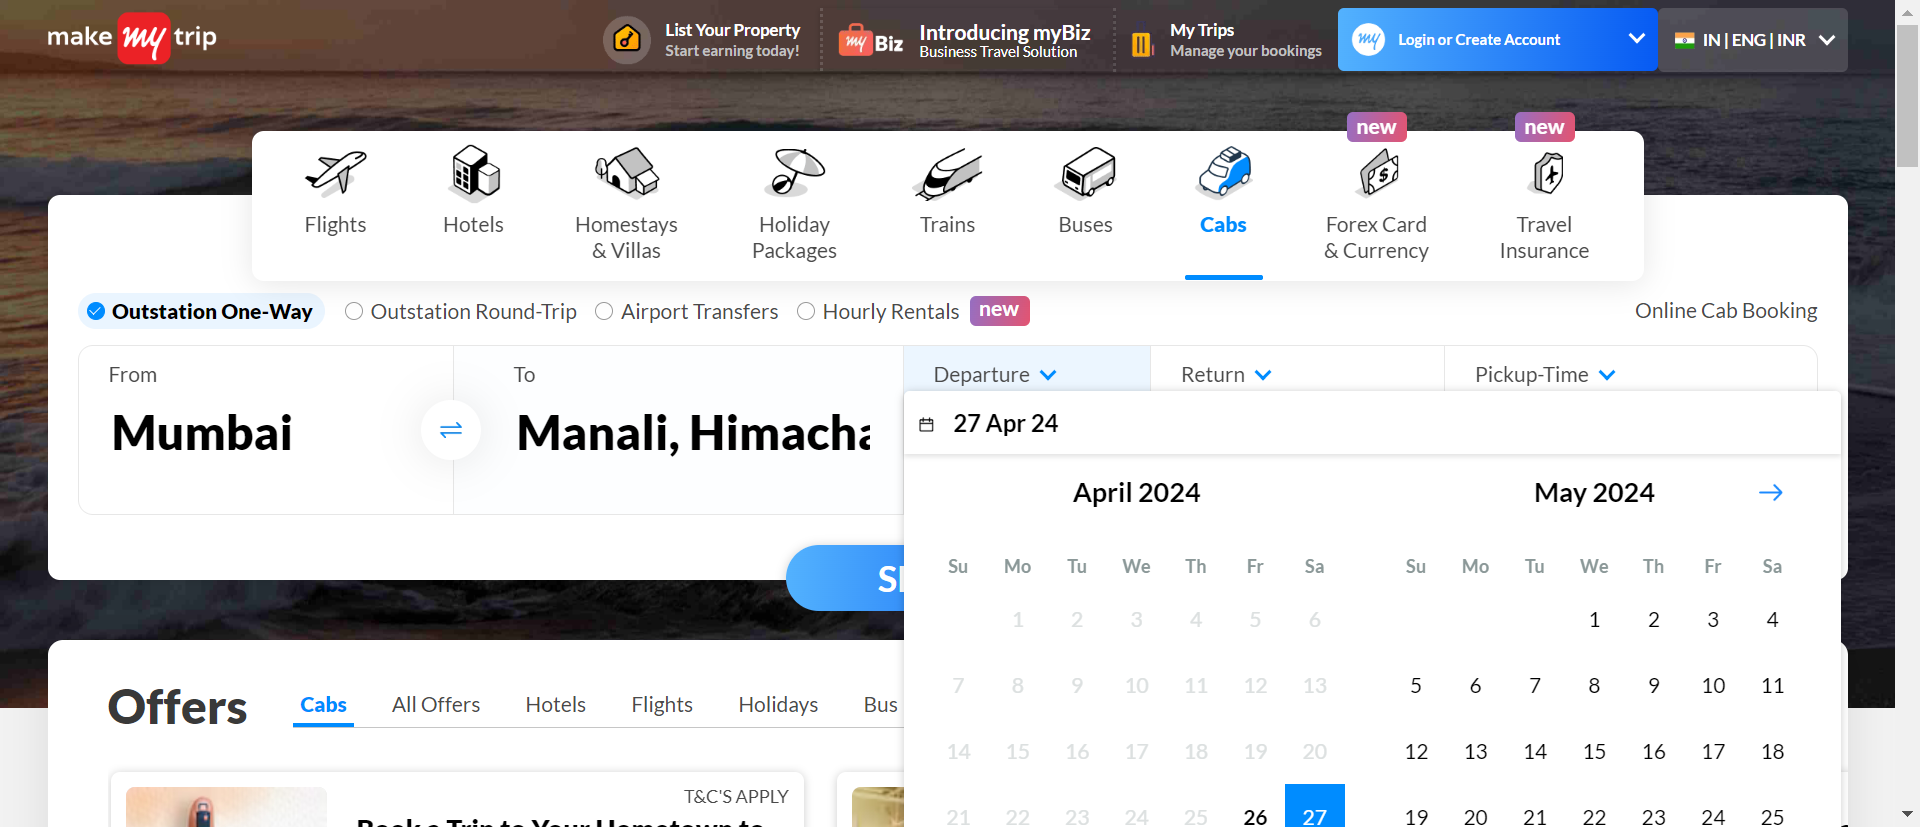 make my trip
List Your Property
Start earning today!
my Biz
Introducing myBiz
Business Travel Solution
My Trips
Manage your bookings
my Login or Create Account
IN | ENG | INR
new
new
Flights
Hotels
Homestays
& Villas
Holiday
Packages
Trains
Buses
Cabs
Forex Card
& Currency
Travel
Insurance
Outstation One-Way
Outstation Round-Trip
Airport Transfers
Hourly Rentals
new
Online Cab Booking
From
Mumbai
To
Manali, Himacha
Departure
Return
Pickup-Time
27 Apr 24
April 2024
May 2024
Su Mo Tu We Th Fr Sa
1 2 3 4 5 6
7 8 9 10 11 12 13
14 15 16 17 18 19 20
21 22 23 24 25 26 27
Su Mo Tu We Th Fr Sa
1 2 3 4
5 6 7 8 9 10 11
12 13 14 15 16 17 18
19 20 21 22 23 24 25
Offers
Cabs
All Offers
Hotels
Flights
Holidays
Bus
T&C'S APPLY
Book a Trip to Your Hometown to